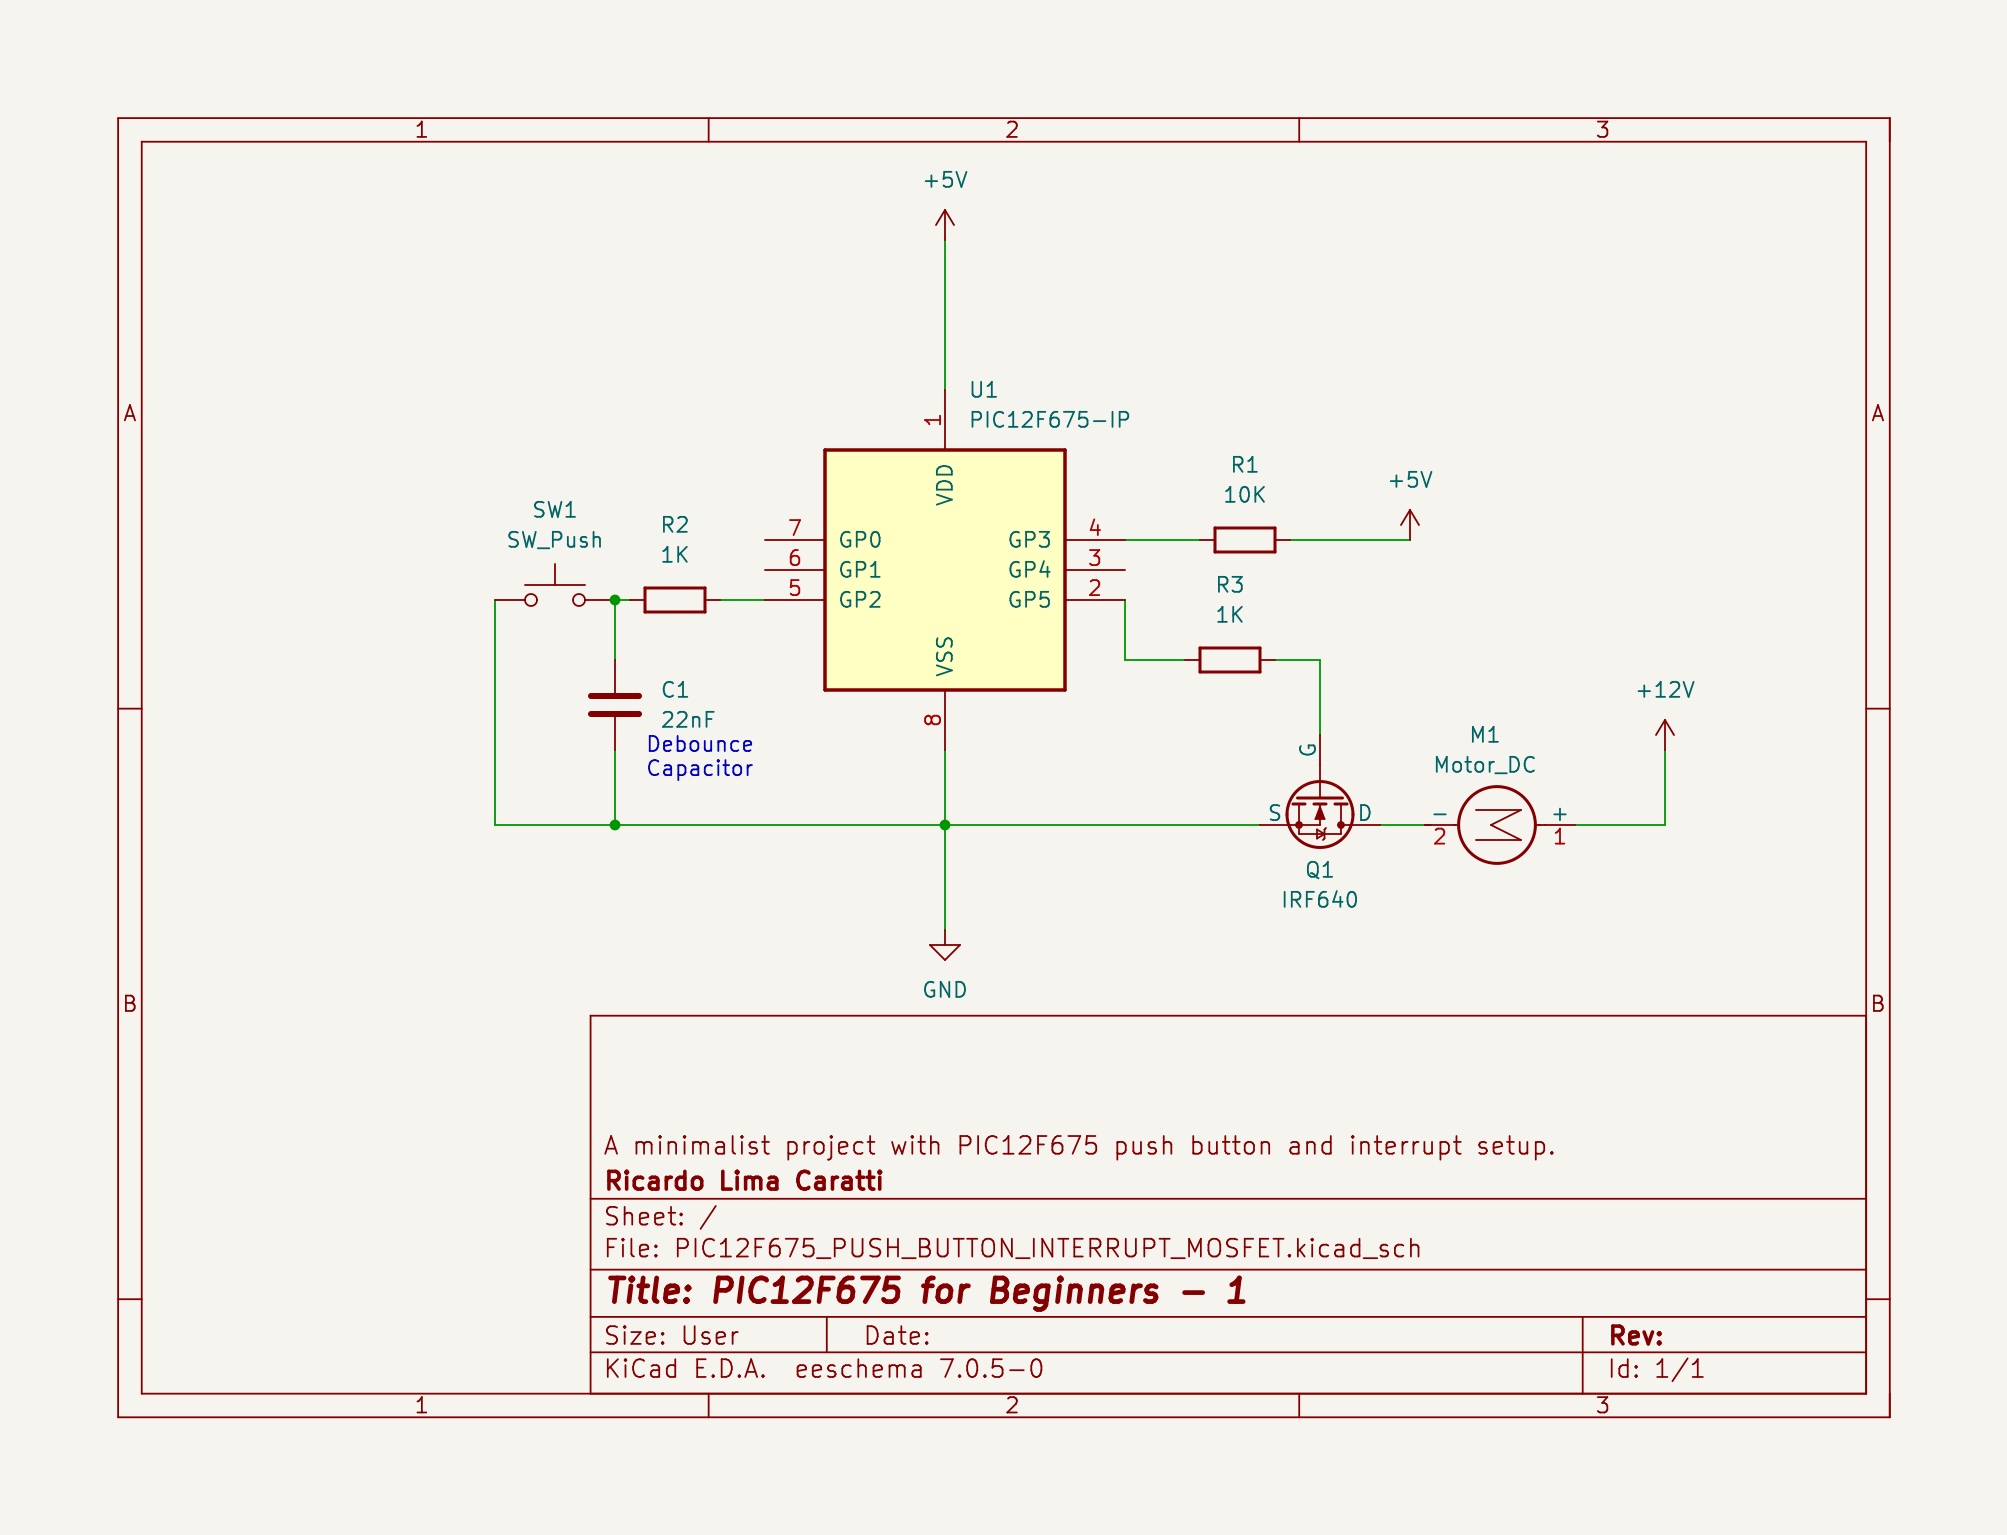 1 2 3
+5V
U1
PIC12F675-IP
1
VDD
A A
R1
10K
+5V
SW1
SW_Push
R2
1K
7 GP0 GP3 4
6 GP1 GP4 3
5 GP2 GP5 2
R3
1K
VSS
8
C1
22nF
Debounce
Capacitor
+12V
M1
Motor_DC
G
S D - +
2 1
Q1
IRF640
GND
B B
A minimalist project with PIC12F675 push button and interrupt setup.
Ricardo Lima Caratti
Sheet: /
File: PIC12F675_PUSH_BUTTON_INTERRUPT_MOSFET.kicad_sch
Title: PIC12F675 for Beginners - 1
Size: User Date: Rev:
KiCad E.D.A. eeschema 7.0.5-0 Id: 1/1
1 2 3